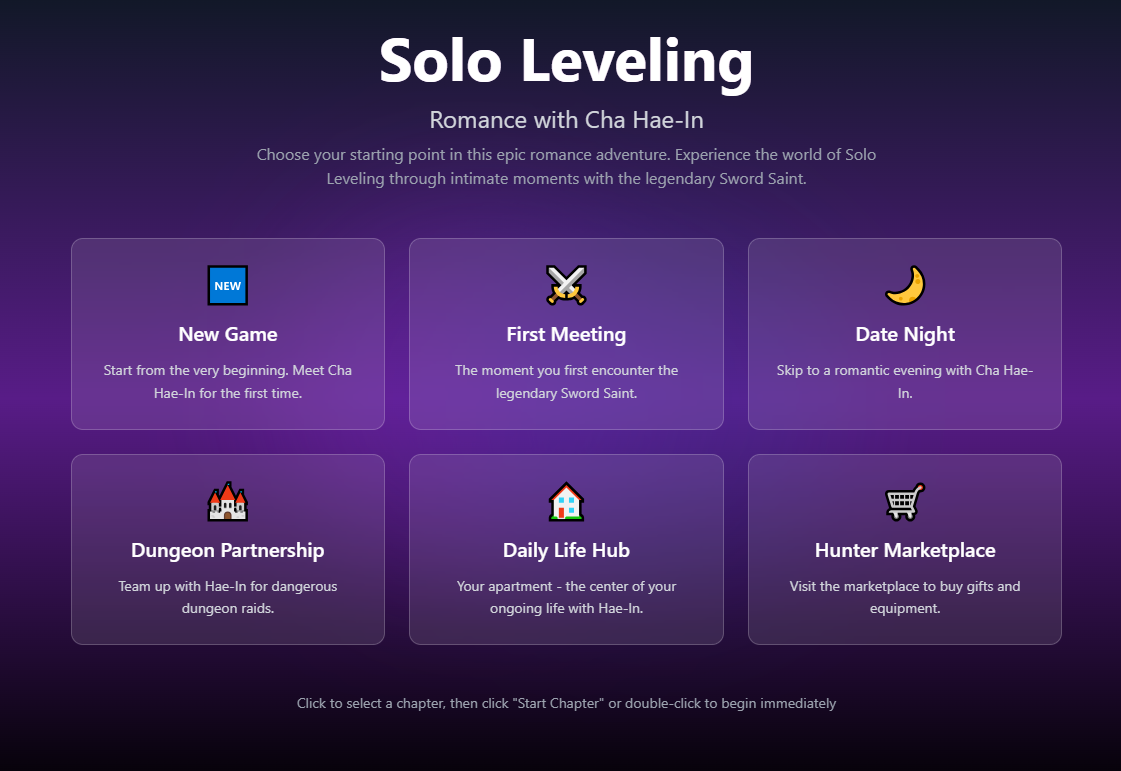 Solo Leveling
Romance with Cha Hae-In
Choose your starting point in this epic romance adventure. Experience the world of Solo
Leveling through intimate moments with the legendary Sword Saint.
NEW
New Game
Start from the very beginning. Meet Cha
Hae-In for the first time.
First Meeting
The moment you first encounter the
legendary Sword Saint.
Date Night
Skip to a romantic evening with Cha Hae-
In.
Dungeon Partnership
Team up with Hae-In for dangerous
dungeon raids.
Daily Life Hub
Your apartment - the center of your
ongoing life with Hae-In.
Hunter Marketplace
Visit the marketplace to buy gifts and
equipment.
Click to select a chapter, then click "Start Chapter" or double-click to begin immediately